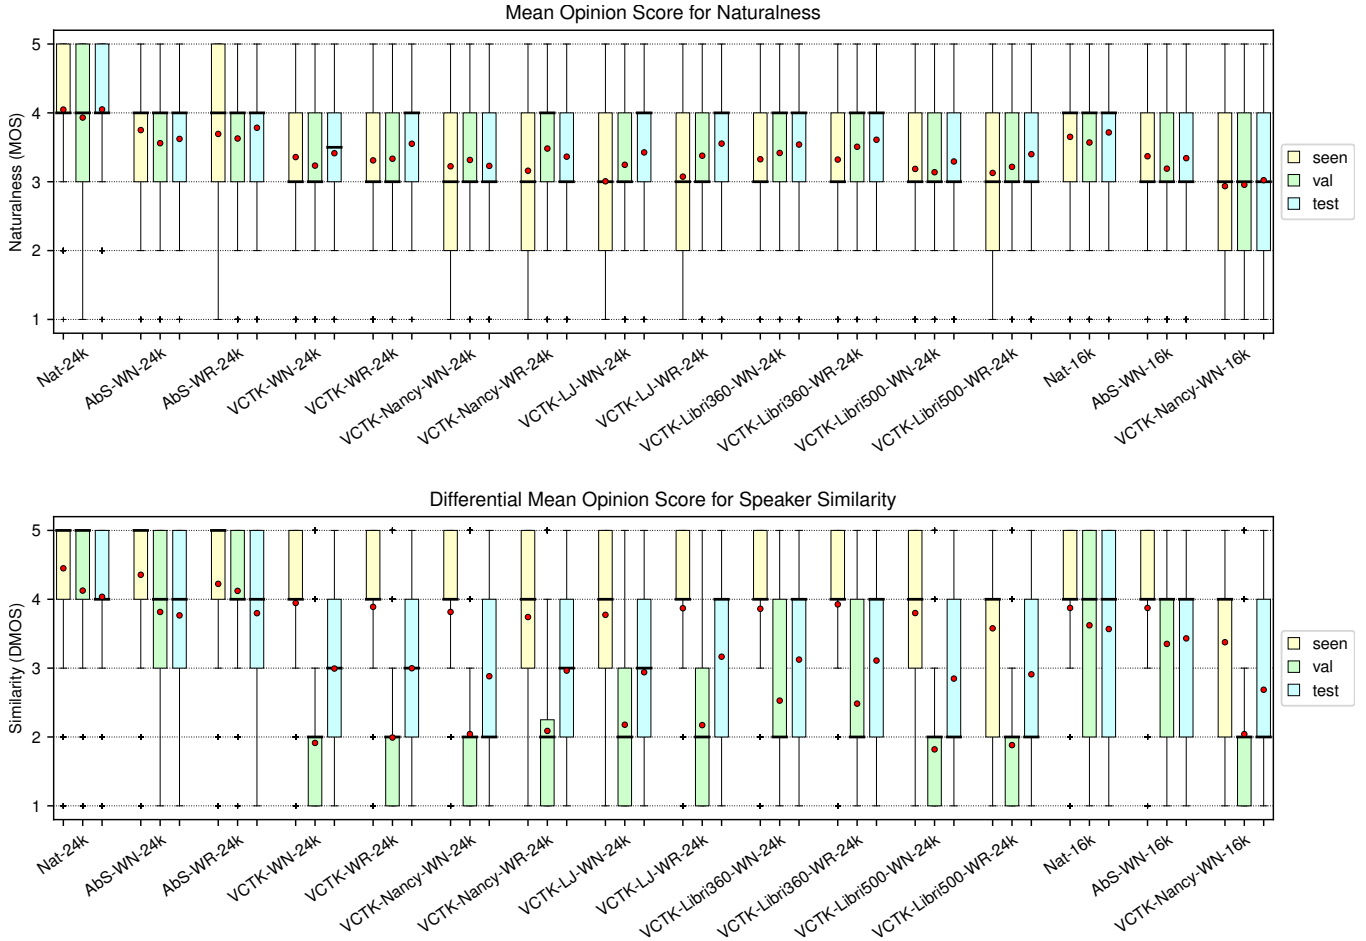 Mean Opinion Score for Naturalness
Naturalness (MOS)
5
4
3
2
1
seen
val
test
Nat-24k
AbS-WN-24k
AbS-WR-24k
VCTK-WN-24k
VCTK-WR-24k
VCTK-Nancy-WN-24k
VCTK-Nancy-WR-24k
VCTK-LJ-WN-24k
VCTK-LJ-WR-24k
VCTK-Libri360-WN-24k
VCTK-Libri360-WR-24k
VCTK-Libri500-WN-24k
VCTK-Libri500-WR-24k
Nat-16k
AbS-WN-16k
VCTK-Nancy-WN-16k
Differential Mean Opinion Score for Speaker Similarity
Similarity (DMOS)
5
4
3
2
1
seen
val
test
Nat-24k
AbS-WN-24k
AbS-WR-24k
VCTK-WN-24k
VCTK-WR-24k
VCTK-Nancy-WN-24k
VCTK-Nancy-WR-24k
VCTK-LJ-WN-24k
VCTK-LJ-WR-24k
VCTK-Libri360-WN-24k
VCTK-Libri360-WR-24k
VCTK-Libri500-WN-24k
VCTK-Libri500-WR-24k
Nat-16k
AbS-WN-16k
VCTK-Nancy-WN-16k